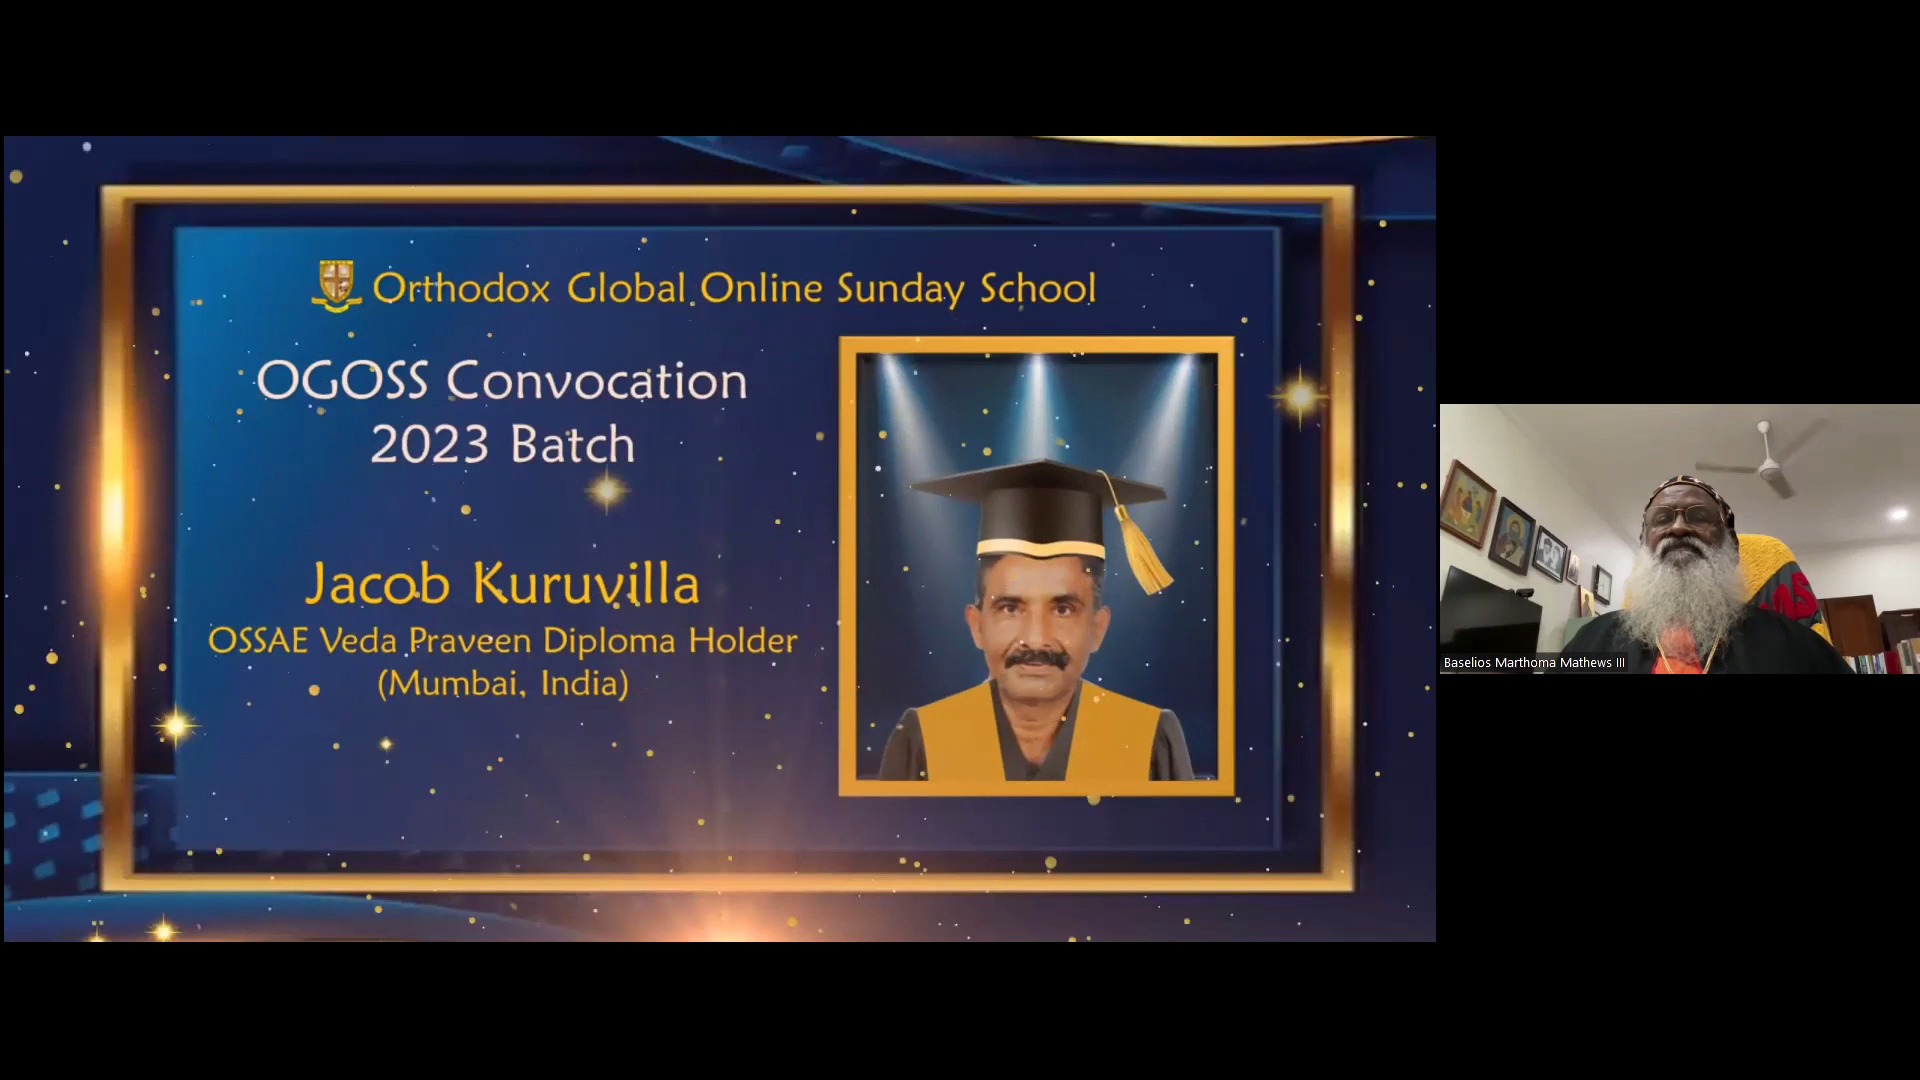 Orthodox Global Online Sunday School
OGOSS Convocation
2023 Batch
Jacob Kuruvilla
OSSAE Veda Praveen Diploma Holder
(Mumbai, India)
Baselios Marthoma Mathews III